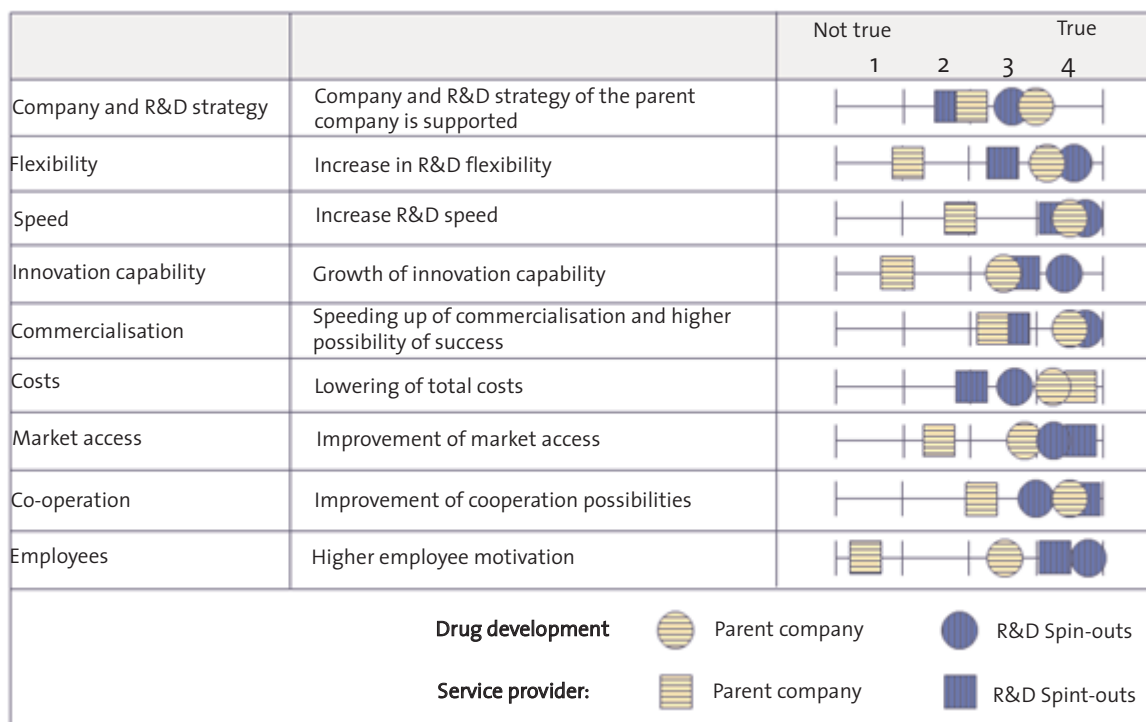 Not true True
1 2 3 4
Company and R&D strategy
Company and R&D strategy of the parent
company is supported
Flexibility
Increase in R&D flexibility
Speed
Increase R&D speed
Innovation capability
Growth of innovation capability
Commercialisation
Speeding up of commercialisation and higher
possibility of success
Costs
Lowering of total costs
Market access
Improvement of market access
Co-operation
Improvement of cooperation possibilities
Employees
Higher employee motivation
Drug development Parent company R&D Spin-outs
Service provider: Parent company R&D Spint-outs